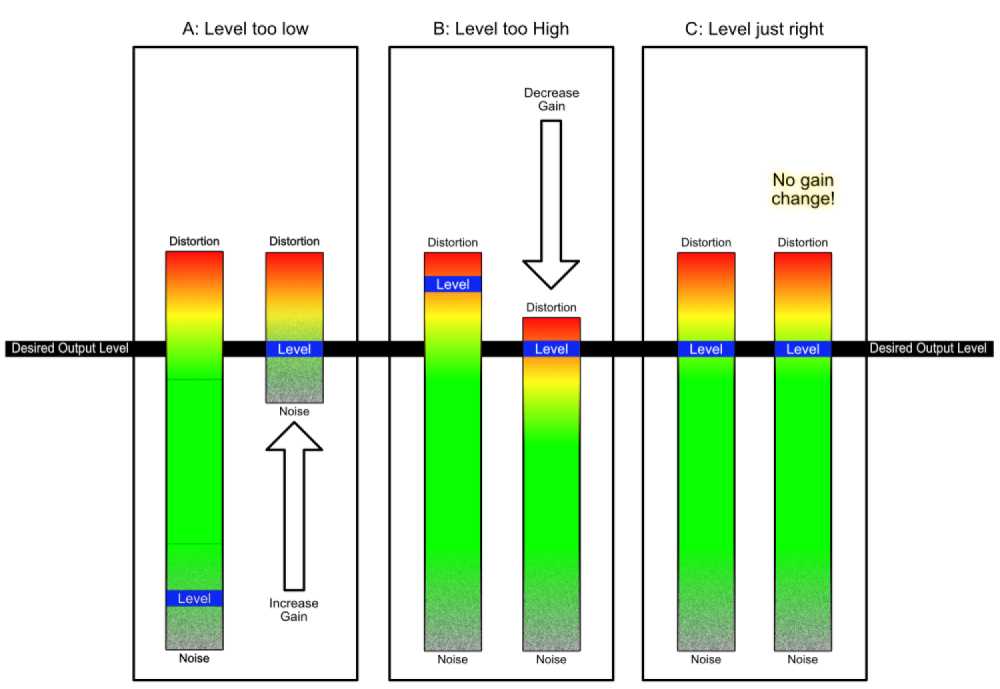 A: Level too low
B: Level too High
C: Level just right
Decrease
Gain
No gain
change!
Distortion
Distortion
Distortion
Distortion
Distortion
Level
Distortion
Desired Output Level
Level
Level
Level
Level
Desired Output Level
Noise
Level
Increase
Gain
Noise
Noise
Noise
Noise
Noise